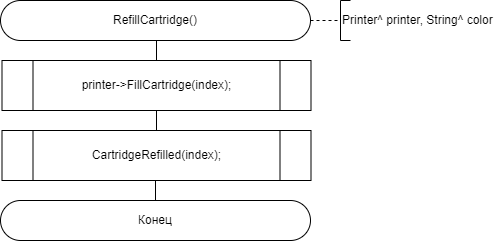 RefillCartridge()
Printer^ printer, String^ color
printer->FillCartridge(index);
CartridgeRefilled(index);
Конец